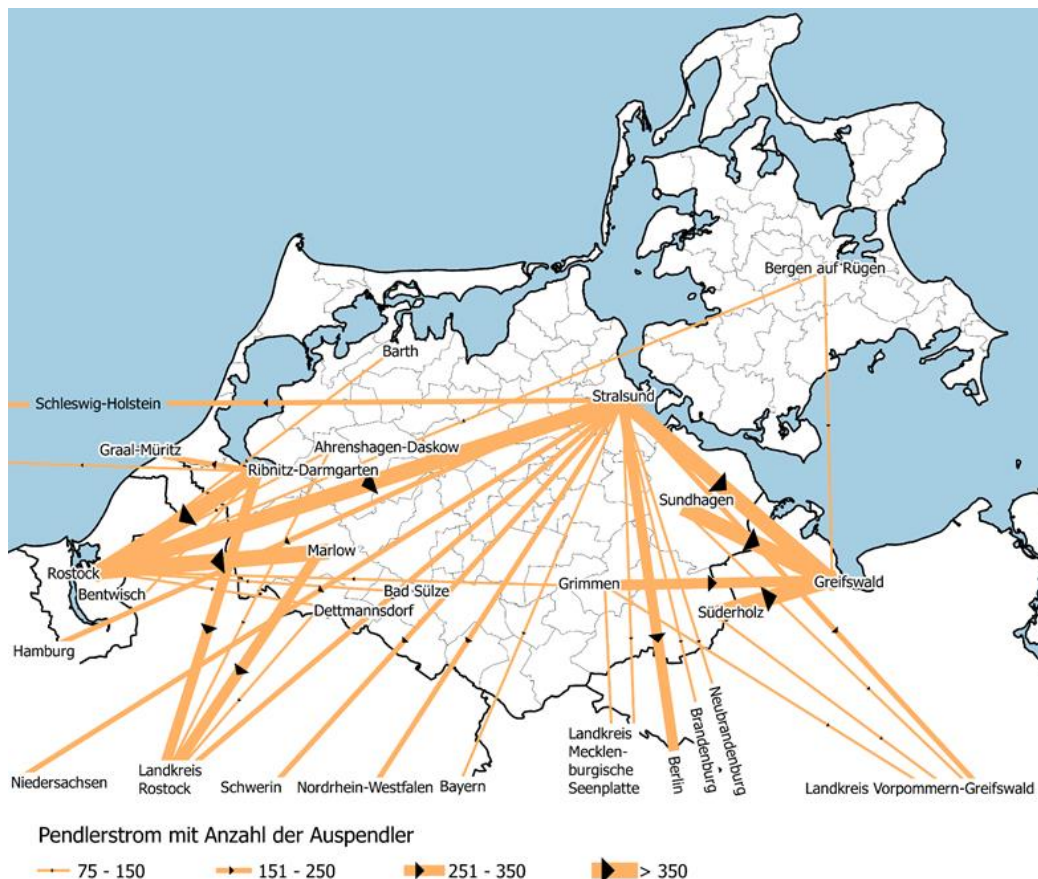 Bergen auf Rügen
Barth
Stralsund
Schleswig-Holstein
Graal-Müritz
Ahrenshagen-Daskow
Ribnitz-Darmgarten
Sundhagen
Marlow
Rostock
Bentwisch
Bad Sülze
Grimmen
Greifswald
Dettmannsdorf
Süderholz
Hamburg
Niedersachsen
Landkreis
Rostock
Schwerin
Nordrhein-Westfalen
Bayern
Landkreis
Mecklen-
burgische
Seenplatte
Berlin
Brandenburg
Neubrandenburg
Landkreis Vorpommern-Greifswald
Pendlerstrom mit Anzahl der Auspendler
75 - 150
151 - 250
251 - 350
> 350